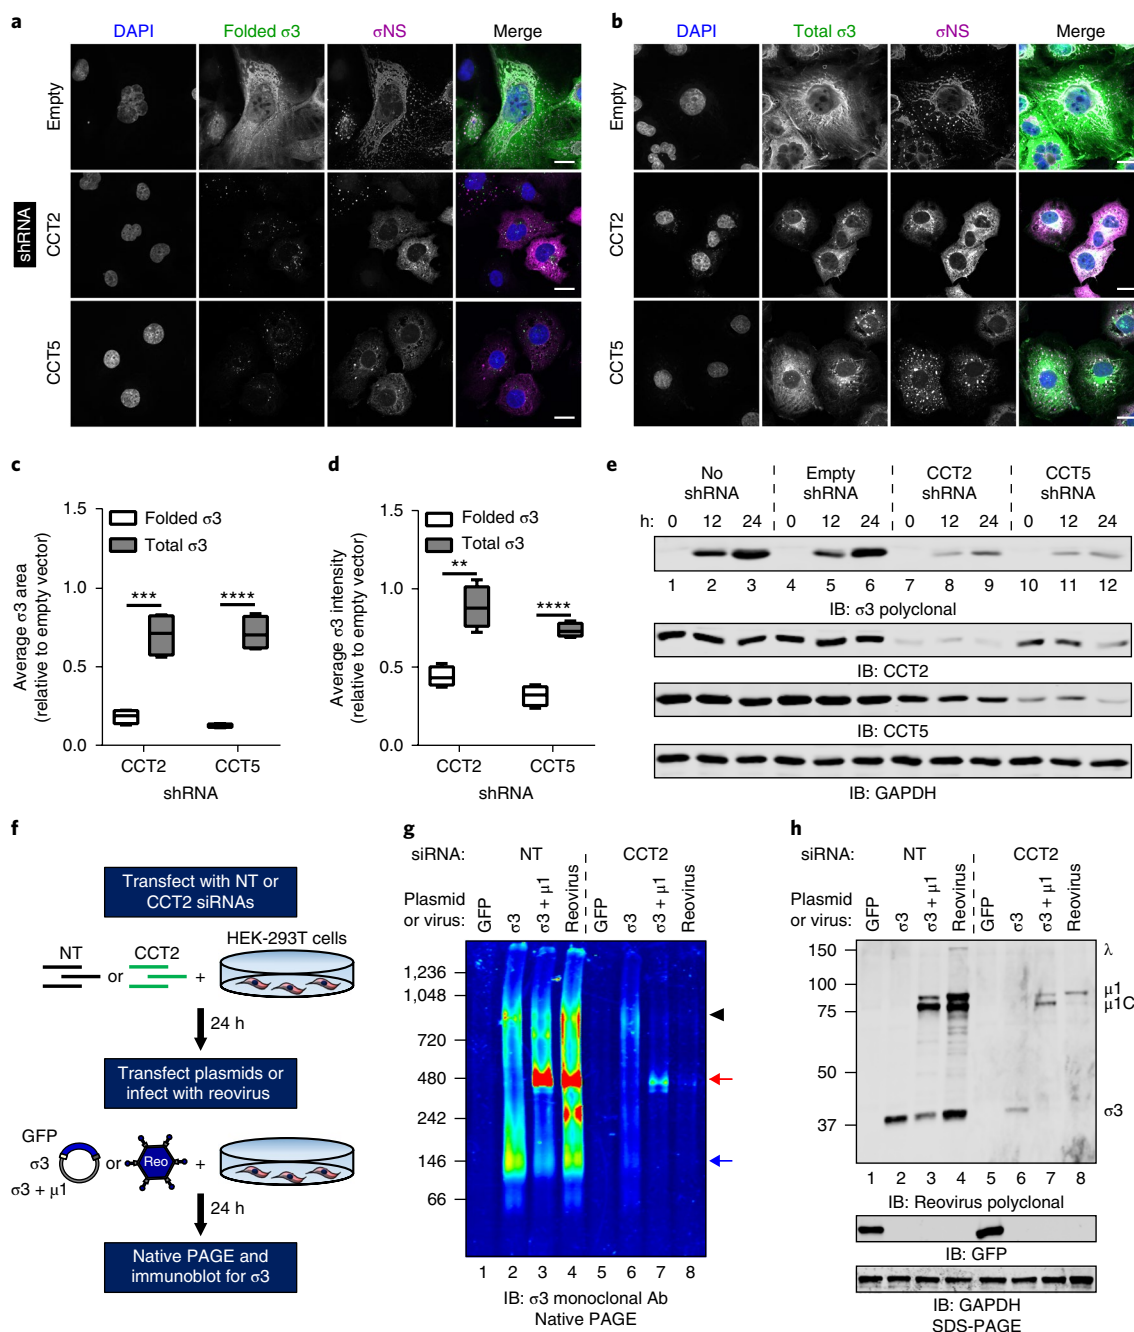 a
DAPI Folded σ3 σNS Merge
Empty
shRNA
CCT2
CCT5
b
DAPI Total σ3 σNS Merge
Empty
CCT2
CCT5
c
Average σ3 area
(relative to empty vector)
1.5
1.0
0.5
0.0
Folded σ3
Total σ3
*** ****
CCT2 CCT5
shRNA
d
Average σ3 intensity
(relative to empty vector)
1.5
1.0
0.5
0.0
Folded σ3
Total σ3
** ****
CCT2 CCT5
shRNA
e
No shRNA Empty shRNA CCT2 shRNA CCT5 shRNA
h: 0 12 24 0 12 24 0 12 24 0 12 24
1 2 3 4 5 6 7 8 9 10 11 12
IB: σ3 polyclonal
IB: CCT2
IB: CCT5
IB: GAPDH
f
Transfect with NT or
CCT2 siRNAs
NT or CCT2 +
HEK-293T cells
24 h
Transfect plasmids or
infect with reovirus
GFP
σ3
σ3 + μ1
or Reo +
24 h
Native PAGE and
immunoblot for σ3
g
siRNA: NT CCT2
Plasmid
or virus:
GFP σ3 σ3 + μ1 Reovirus GFP σ3 σ3 + μ1 Reovirus
1,236
1,048
720
480
242
146
66
1 2 3 4 5 6 7 8
IB: σ3 monoclonal Ab
Native PAGE
h
siRNA: NT CCT2
Plasmid
or virus:
GFP σ3 σ3 + μ1 Reovirus GFP σ3 σ3 + μ1 Reovirus
150
100
75
50
37
λ
μ1
μ1C
σ3
1 2 3 4 5 6 7 8
IB: Reovirus polyclonal
IB: GFP
IB: GAPDH
SDS-PAGE